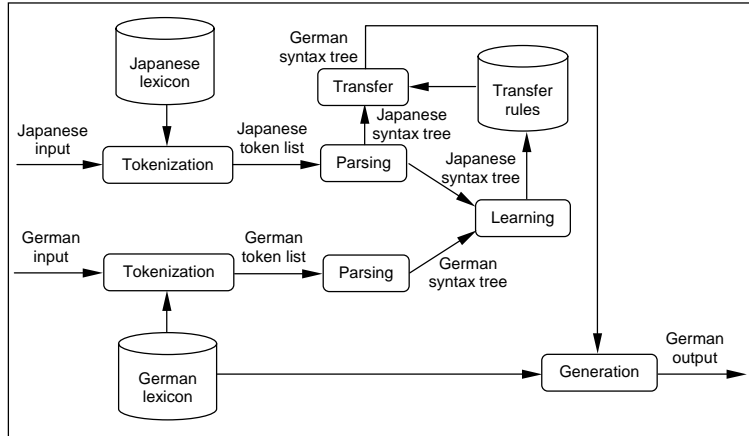 German
syntax tree
Japanese
lexicon
Transfer
Transfer
rules
Japanese
syntax tree
Japanese
input
Tokenization
Japanese
token list
Parsing
Japanese
syntax tree
Learning
German
input
Tokenization
German
token list
Parsing
German
syntax tree
German
lexicon
Generation
German
output